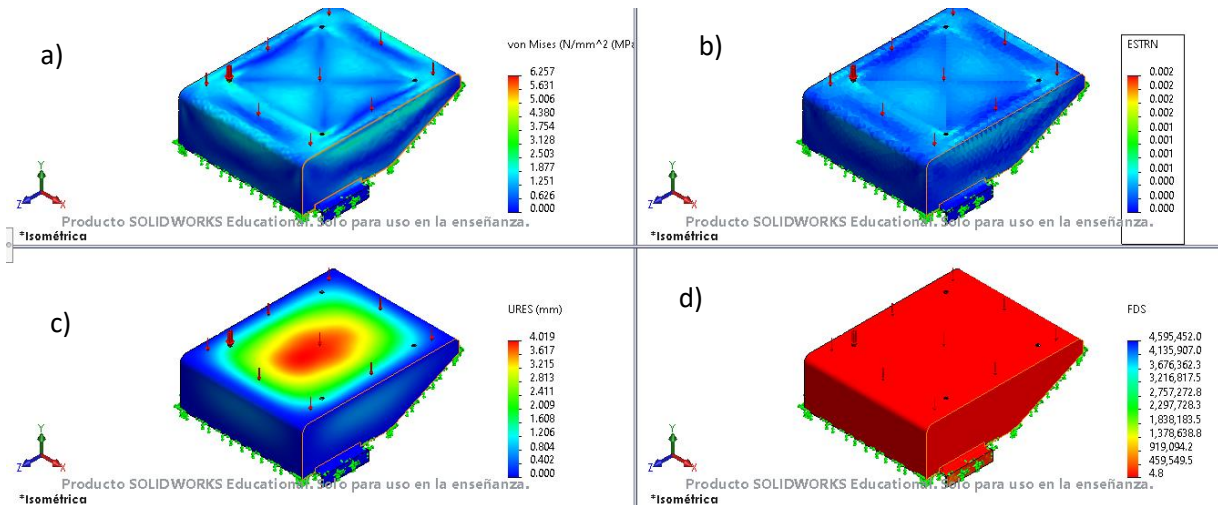 a)
von Mises (N/mm^2 (MPa
6.257
5.631
5.006
4.380
3.754
3.128
2.503
1.877
1.251
0.626
0.000
Y
Z
X
Producto SOLIDWORKS Educational. Solo para uso en la enseñanza.
*Isométrica
b)
ESTRN
0.002
0.002
0.002
0.001
0.001
0.001
0.001
0.001
0.000
0.000
0.000
Y
Z
X
Producto SOLIDWORKS Educational. Solo para uso en la enseñanza.
*Isométrica
c)
URES (mm)
4.019
3.617
3.215
2.813
2.411
2.009
1.608
1.206
0.804
0.402
0.000
Y
Z
X
Producto SOLIDWORKS Educational. Solo para uso en la enseñanza.
*Isométrica
d)
FDS
4,595,452.0
4,135,907.0
3,676,362.3
3,216,817.5
2,757,272.8
2,297,728.3
1,838,183.5
1,378,638.8
919,094.2
459,549.5
4.8
Y
Z
X
Producto SOLIDWORKS Educational. Solo para uso en la enseñanza.
*Isométrica